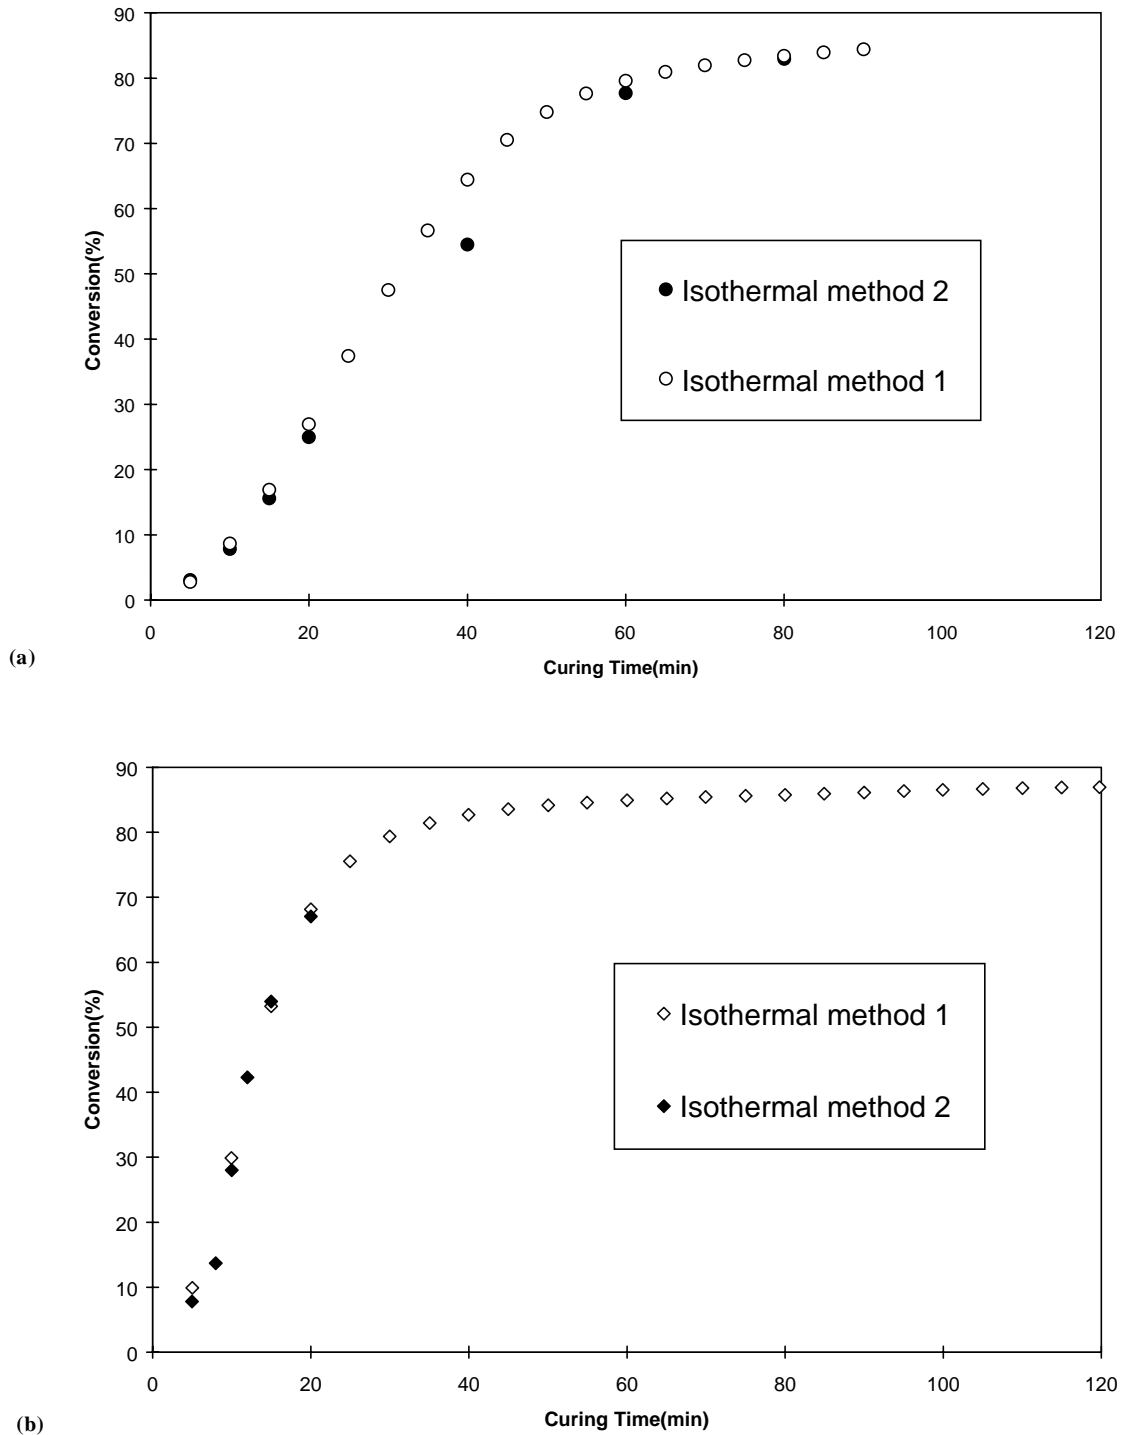 90
80
70
60
50
40
30
20
10
0
Conversion(%)
Isothermal method 2
Isothermal method 1
0 20 40 60 80 100 120
Curing Time(min)
(a)
90
80
70
60
50
40
30
20
10
0
Conversion(%)
Isothermal method 1
Isothermal method 2
0 20 40 60 80 100 120
Curing Time(min)
(b)